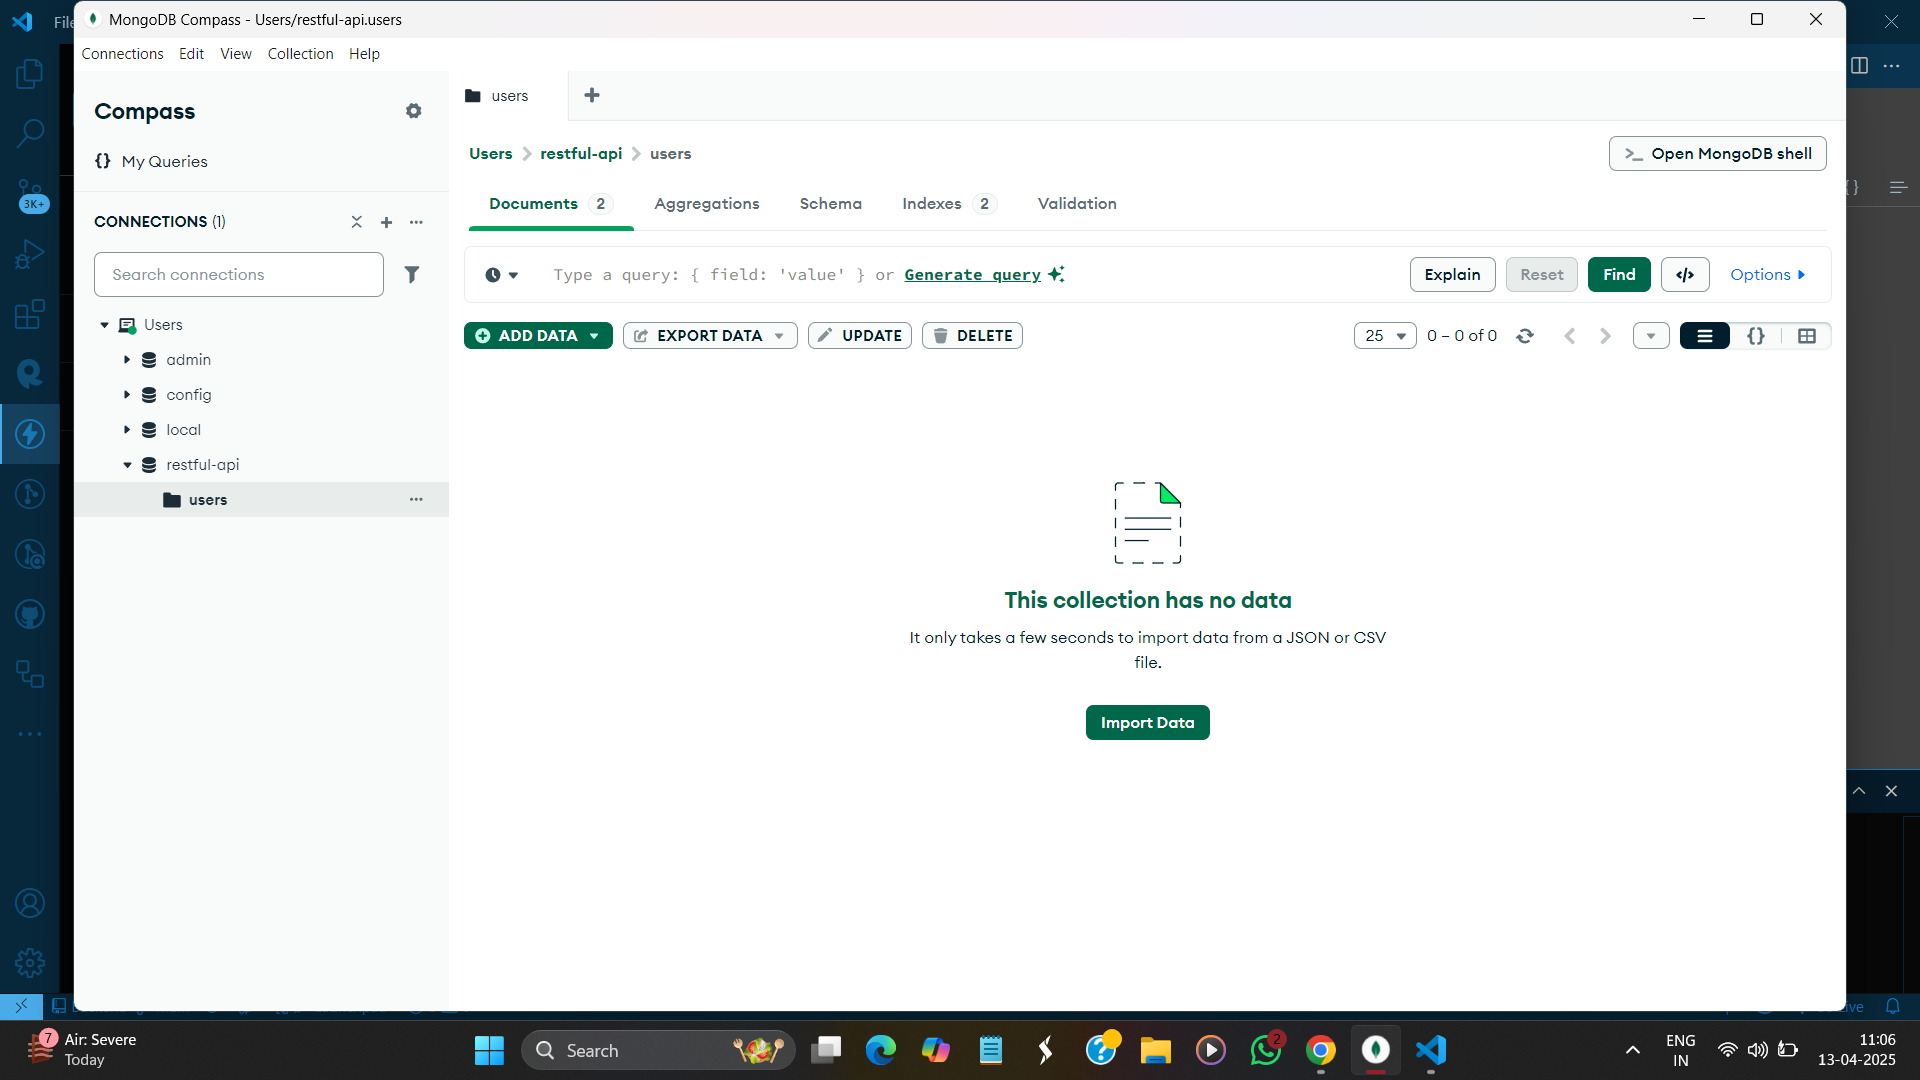 File
MongoDB Compass - Users/restful-api.users
Connections Edit View Collection Help
Compass
My Queries
CONNECTIONS (1)
Search connections
Users
admin
config
local
restful-api
users
users
Users restful-api users
Open MongoDB shell
Documents 2 Aggregations Schema Indexes 2 Validation
Type a query: { field: 'value' } or Generate query
Explain Reset Find </> Options
ADD DATA EXPORT DATA UPDATE DELETE
25 0 – 0 of 0 {}
This collection has no data
It only takes a few seconds to import data from a JSON or CSV
file.
Import Data
3K+
7
Air: Severe
Today
Search
2
ENG
IN
11:06
13-04-2025